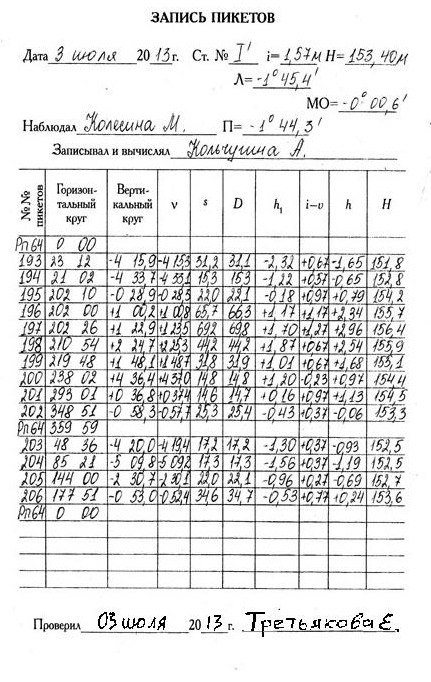 ЗАПИСЬ ПИКЕТОВ
Дата 3 июля 2013г. Ст. № I' i= 1,57м H= 153,40м
Л= -1° 45,4'
МО= -0° 00,6'
Наблюдал Колесина М. П= -1° 44,3'
Записывал и вычислял Кольчугина А.
№ № пикетов Горизон-тальный круг Верти-кальный круг ν s D h₁ i–υ h H
Рп64 0 00
193 23 12 -4 15,9 -4 15,3 31,2 31,1 -2,32 +0,67 -1,65 151,8
194 21 02 -4 33,7 -4 33,1 15,3 15,3 -1,22 +0,57 -0,65 152,8
195 202 10 -0 28,9 -0 28,3 22,0 22,1 -0,18 +0,97 +0,79 154,2
196 202 00 +1 00,2 +1 00,8 65,7 66,3 +1,17 +1,17 +2,34 155,7
197 202 26 +1 22,9 +1 23,5 69,2 69,8 +1,70 +1,27 +2,96 156,4
198 210 54 +2 24,7 +2 25,3 44,2 44,2 +1,87 +0,67 +2,54 155,9
199 219 48 +1 48,1 +1 48,7 31,8 31,9 +1,01 +0,67 +1,68 153,1
200 238 02 +4 36,4 +4 37,0 14,8 14,8 +1,20 -0,23 +0,97 154,4
201 293 01 +0 36,8 +0 37,4 14,6 14,7 +0,16 +0,97 +1,13 154,5
202 348 51 -0 58,3 -0 57,7 25,3 25,4 -0,43 +0,37 -0,06 153,3
Рп64 359 59
203 48 36 -4 20,0 -4 19,4 17,2 17,2 -1,30 +0,37 -0,93 152,5
204 85 21 -5 09,8 -5 09,2 17,3 17,3 -1,56 +0,37 -1,19 152,5
205 144 00 -2 30,7 -2 30,1 22,0 22,1 -0,96 +0,27 -0,69 152,7
206 177 51 -0 53,0 -0 52,4 34,6 34,7 -0,53 +0,77 +0,24 153,6
Рп64 0 00
Проверил 03 июля 2013 г. Третьякова Е.